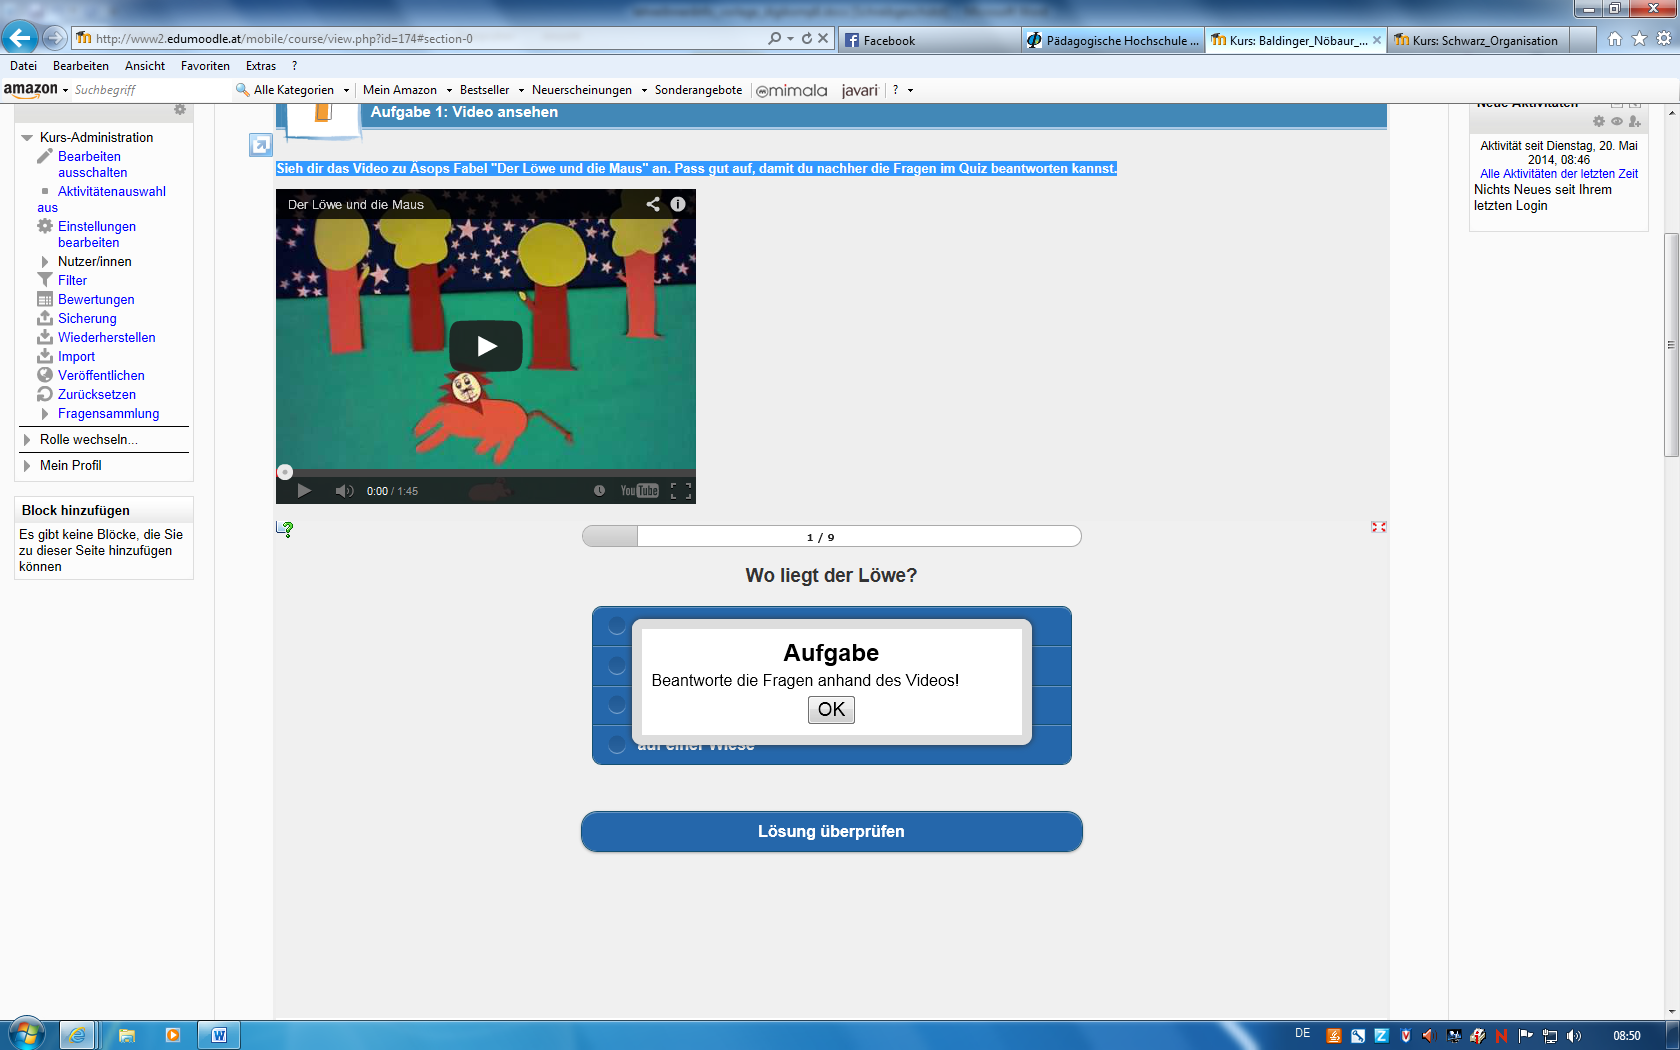 http://www2.edumoodle.at/mobile/course/view.php?id=174#section-0
Facebook
Pädagogische Hochschule ...
Kurs: Baldinger_Nöbaur_...
Kurs: Schwarz_Organisation
Datei Bearbeiten Ansicht Favoriten Extras ?
amazon Suchbegriff Alle Kategorien Mein Amazon Bestseller Neuerscheinungen Sonderangebote mimala javari ?
Kurs-Administration
Bearbeiten
ausschalten
Aktivitätenauswahl
aus
Einstellungen
bearbeiten
Nutzer/innen
Filter
Bewertungen
Sicherung
Wiederherstellen
Import
Veröffentlichen
Zurücksetzen
Fragensammlung
Rolle wechseln...
Mein Profil
Block hinzufügen
Es gibt keine Blöcke, die Sie
zu dieser Seite hinzufügen
können
Aufgabe 1: Video ansehen
Sieh dir das Video zu Äsops Fabel "Der Löwe und die Maus" an. Pass gut auf, damit du nachher die Fragen im Quiz beantworten kannst.
Der Löwe und die Maus
0:00 / 1:45
YouTube
1 / 9
Wo liegt der Löwe?
Aufgabe
Beantworte die Fragen anhand des Videos!
OK
auf einer Wiese
Lösung überprüfen
Neue Aktivitäten
Aktivität seit Dienstag, 20. Mai
2014, 08:46
Alle Aktivitäten der letzten Zeit
Nichts Neues seit Ihrem
letzten Login
DE
08:50